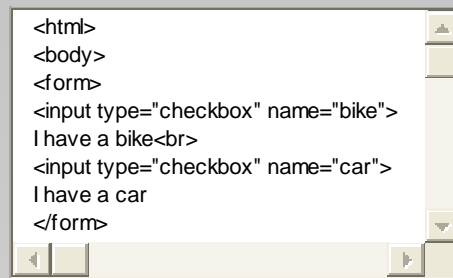 <html>
<body>
<form>
<input type="checkbox" name="bike">
I have a bike<br>
<input type="checkbox" name="car">
I have a car
</form>